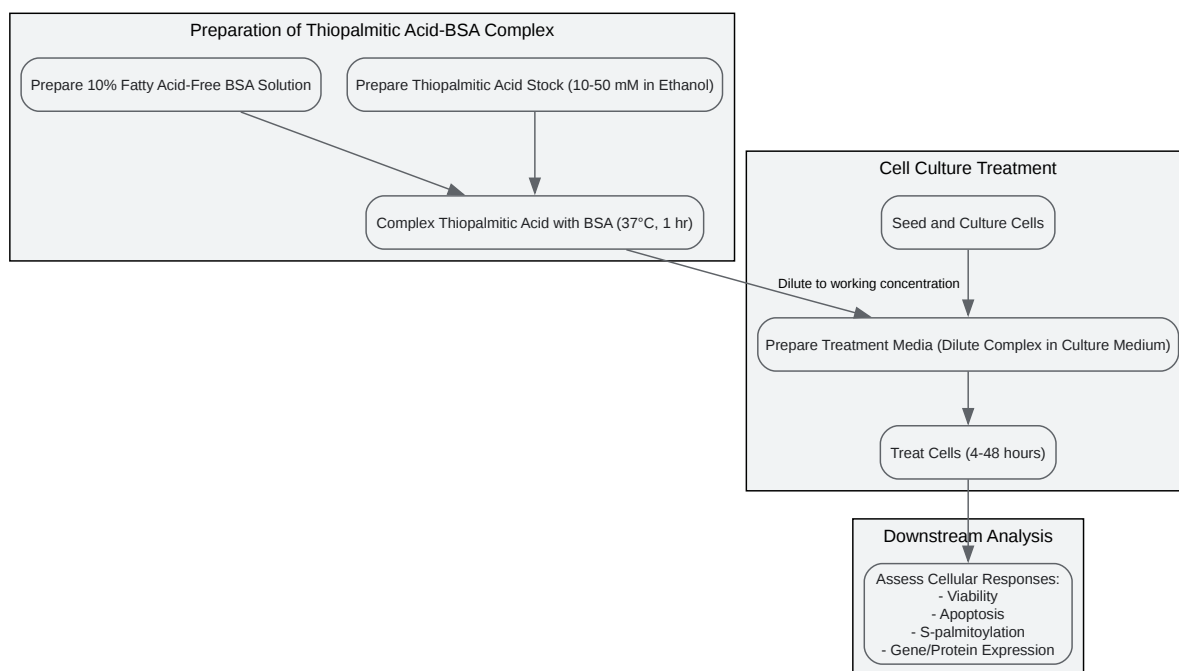 Preparation of Thiopalmitic Acid-BSA Complex
Prepare 10% Fatty Acid-Free BSA Solution
Prepare Thiopalmitic Acid Stock (10-50 mM in Ethanol)
Complex Thiopalmitic Acid with BSA (37°C, 1 hr)
Cell Culture Treatment
Seed and Culture Cells
Dilute to working concentration
Prepare Treatment Media (Dilute Complex in Culture Medium)
Treat Cells (4-48 hours)
Downstream Analysis
Assess Cellular Responses:
- Viability
- Apoptosis
- S-palmitoylation
- Gene/Protein Expression